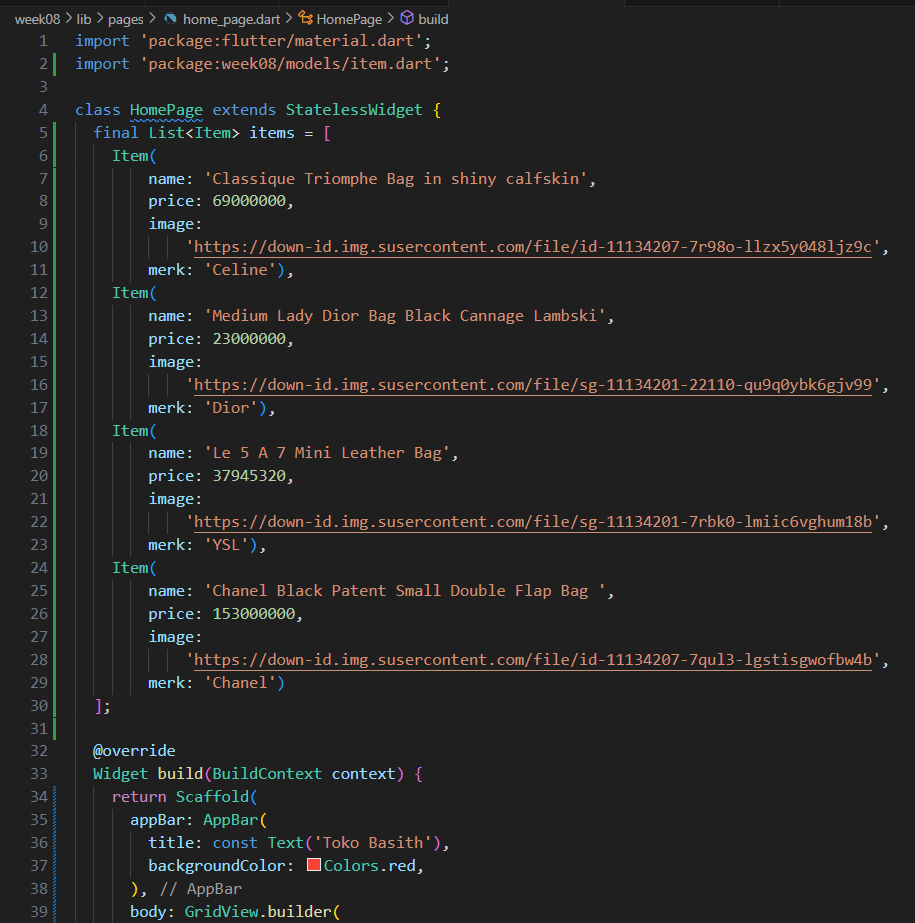 week08 > lib > pages > home_page.dart > HomePage > build
1 import 'package:flutter/material.dart';
2 import 'package:week08/models/item.dart';
3
4 class HomePage extends StatelessWidget {
5 final List<Item> items = [
6 Item(
7 name: 'Classique Triomphe Bag in shiny calfskin',
8 price: 69000000,
9 image:
10 'https://down-id.img.susercontent.com/file/id-11134207-7r98o-llzx5y048ljz9c',
11 merk: 'Celine'),
12 Item(
13 name: 'Medium Lady Dior Bag Black Cannage Lambski',
14 price: 23000000,
15 image:
16 'https://down-id.img.susercontent.com/file/sg-11134201-22110-qu9q0ybk6gjv99',
17 merk: 'Dior'),
18 Item(
19 name: 'Le 5 A 7 Mini Leather Bag',
20 price: 37945320,
21 image:
22 'https://down-id.img.susercontent.com/file/sg-11134201-7rbk0-lmiic6vghum18b',
23 merk: 'YSL'),
24 Item(
25 name: 'Chanel Black Patent Small Double Flap Bag ',
26 price: 153000000,
27 image:
28 'https://down-id.img.susercontent.com/file/id-11134207-7qul3-lgstisgwofbw4b',
29 merk: 'Chanel')
30 ];
31
32 @override
33 Widget build(BuildContext context) {
34 return Scaffold(
35 appBar: AppBar(
36 title: const Text('Toko Basith'),
37 backgroundColor: Colors.red,
38 ), // AppBar
39 body: GridView.builder(